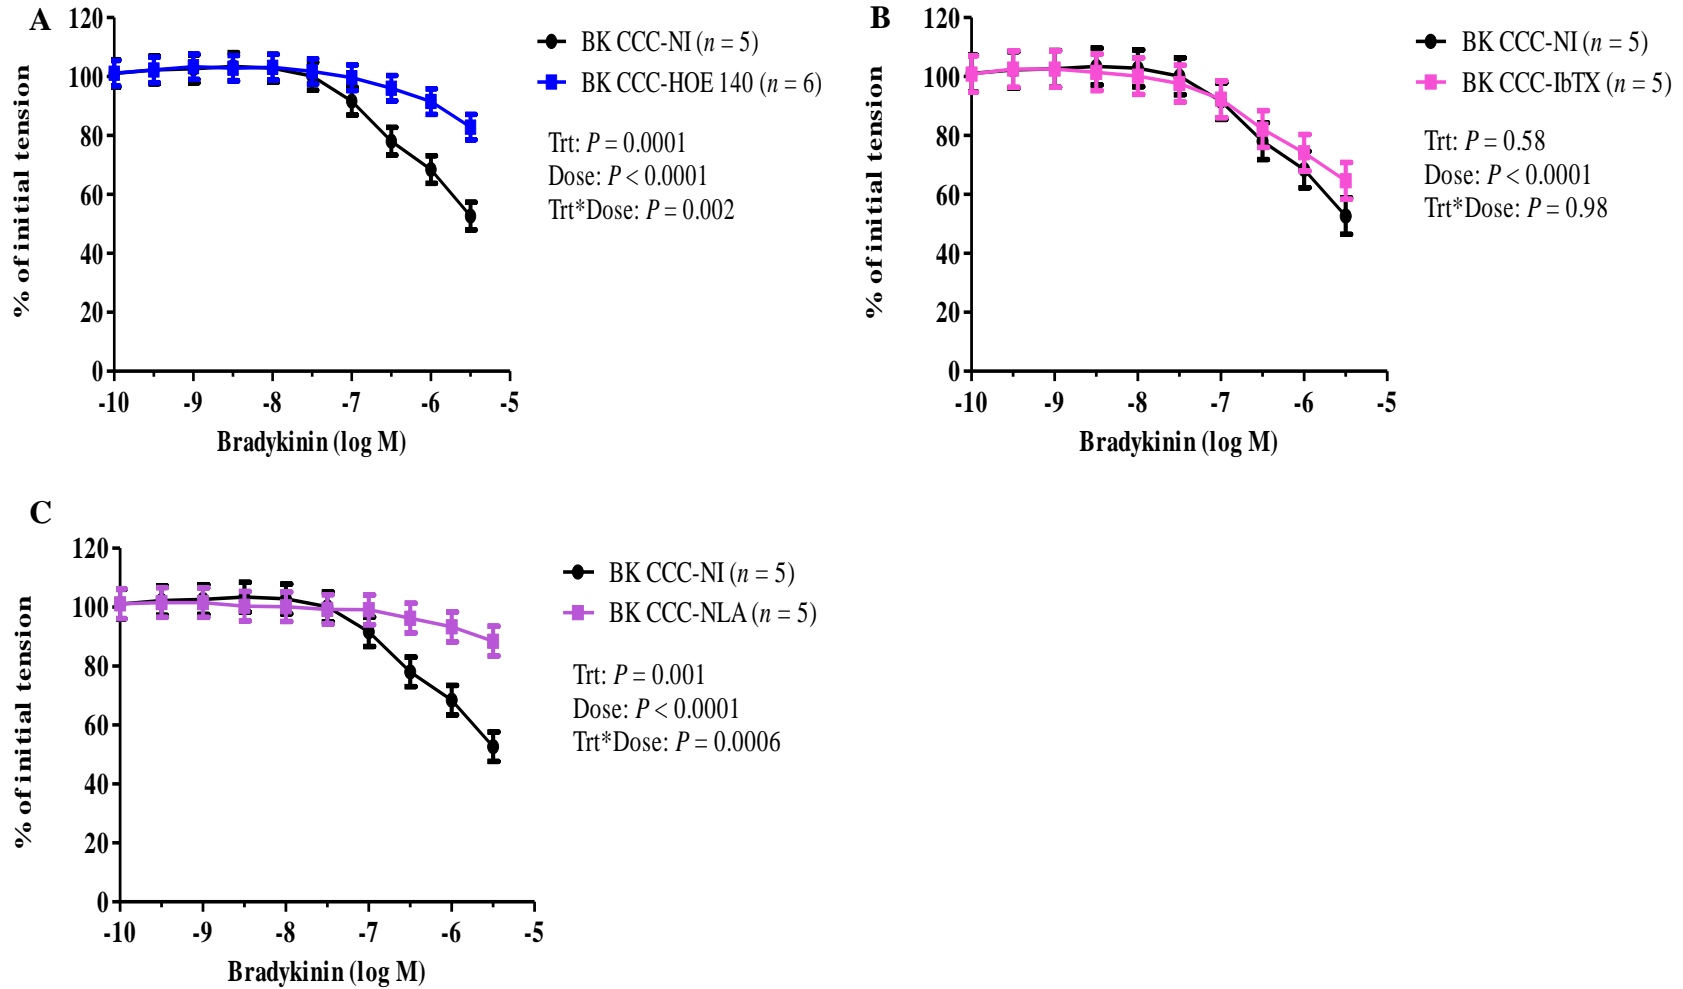 A
120
100
80
60
40
20
0
-10 -9 -8 -7 -6 -5
% of initial tension
Bradykinin (log M)
BK CCC-NI (n = 5)
BK CCC-HOE 140 (n = 6)
Trt: P = 0.0001
Dose: P < 0.0001
Trt*Dose: P = 0.002
B
120
100
80
60
40
20
0
-10 -9 -8 -7 -6 -5
% of initial tension
Bradykinin (log M)
BK CCC-NI (n = 5)
BK CCC-IbTX (n = 5)
Trt: P = 0.58
Dose: P < 0.0001
Trt*Dose: P = 0.98
C
120
100
80
60
40
20
0
-10 -9 -8 -7 -6 -5
% of initial tension
Bradykinin (log M)
BK CCC-NI (n = 5)
BK CCC-NLA (n = 5)
Trt: P = 0.001
Dose: P < 0.0001
Trt*Dose: P = 0.0006